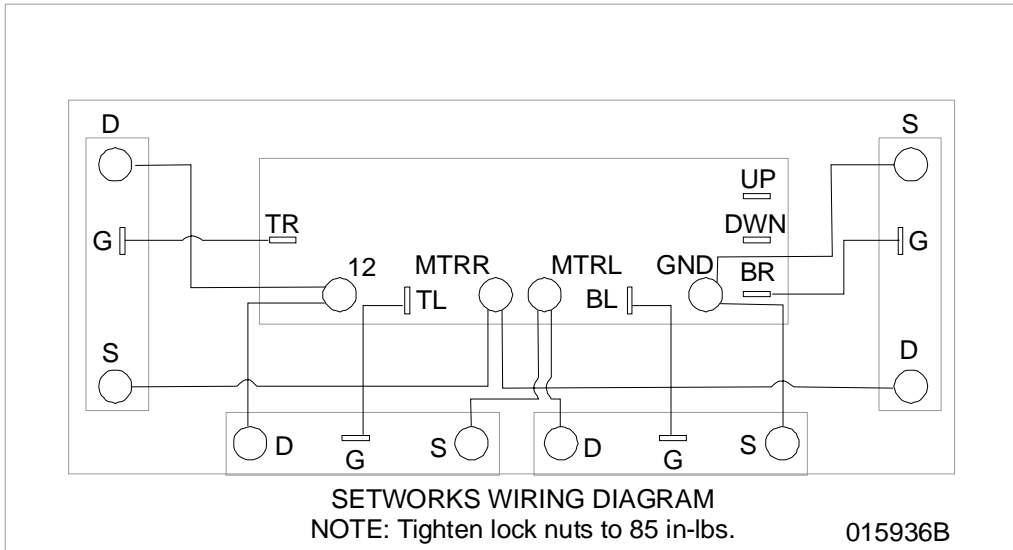 D
S
UP
TR
DWN
G
G
12
MTRR
MTRL
GND
BR
TL
BL
S
D
D
G
S
D
G
S
SETWORKS WIRING DIAGRAM
NOTE: Tighten lock nuts to 85 in-lbs.
015936B